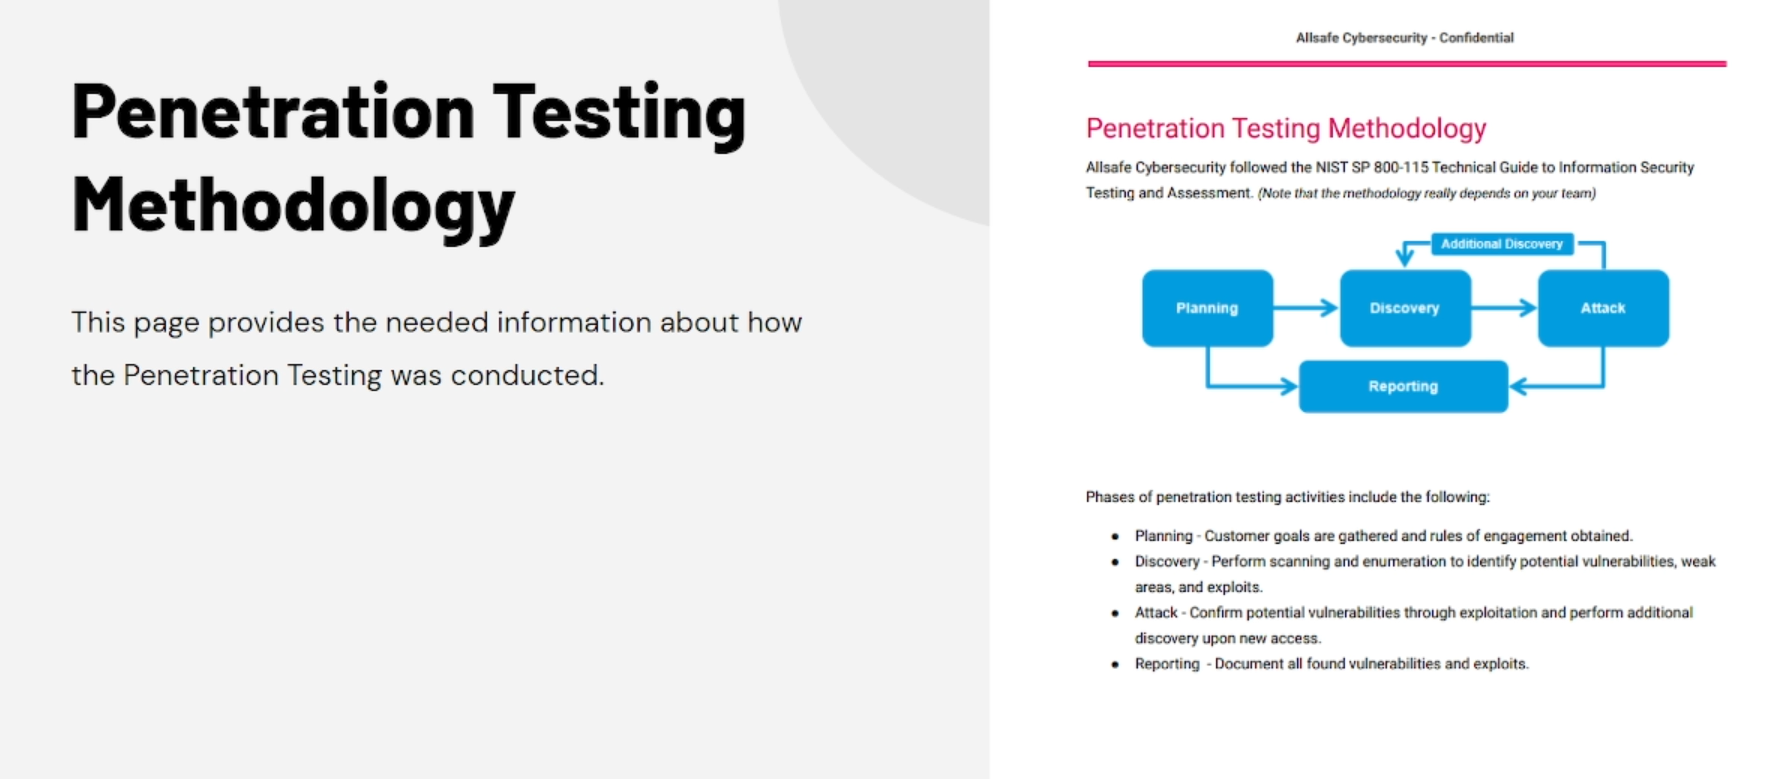 Penetration Testing
Methodology
This page provides the needed information about how
the Penetration Testing was conducted.
Allsafe Cybersecurity - Confidential
Penetration Testing Methodology
Allsafe Cybersecurity followed the NIST SP 800-115 Technical Guide to Information Security
Testing and Assessment. (Note that the methodology really depends on your team)
Additional Discovery
Planning
Discovery
Attack
Reporting
Phases of penetration testing activities include the following:
● Planning - Customer goals are gathered and rules of engagement obtained.
● Discovery - Perform scanning and enumeration to identify potential vulnerabilities, weak
areas, and exploits.
● Attack - Confirm potential vulnerabilities through exploitation and perform additional
discovery upon new access.
● Reporting - Document all found vulnerabilities and exploits.